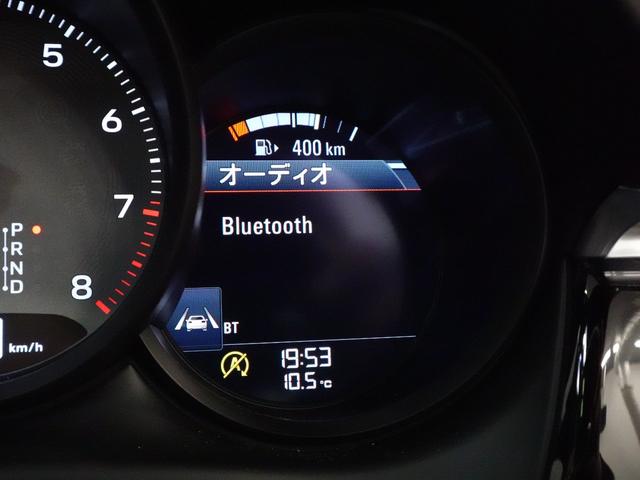 5
6
7
8
P
R
N
D
km/h
400 km
オーディオ
Bluetooth
BT
A
19:53
10.5 °C